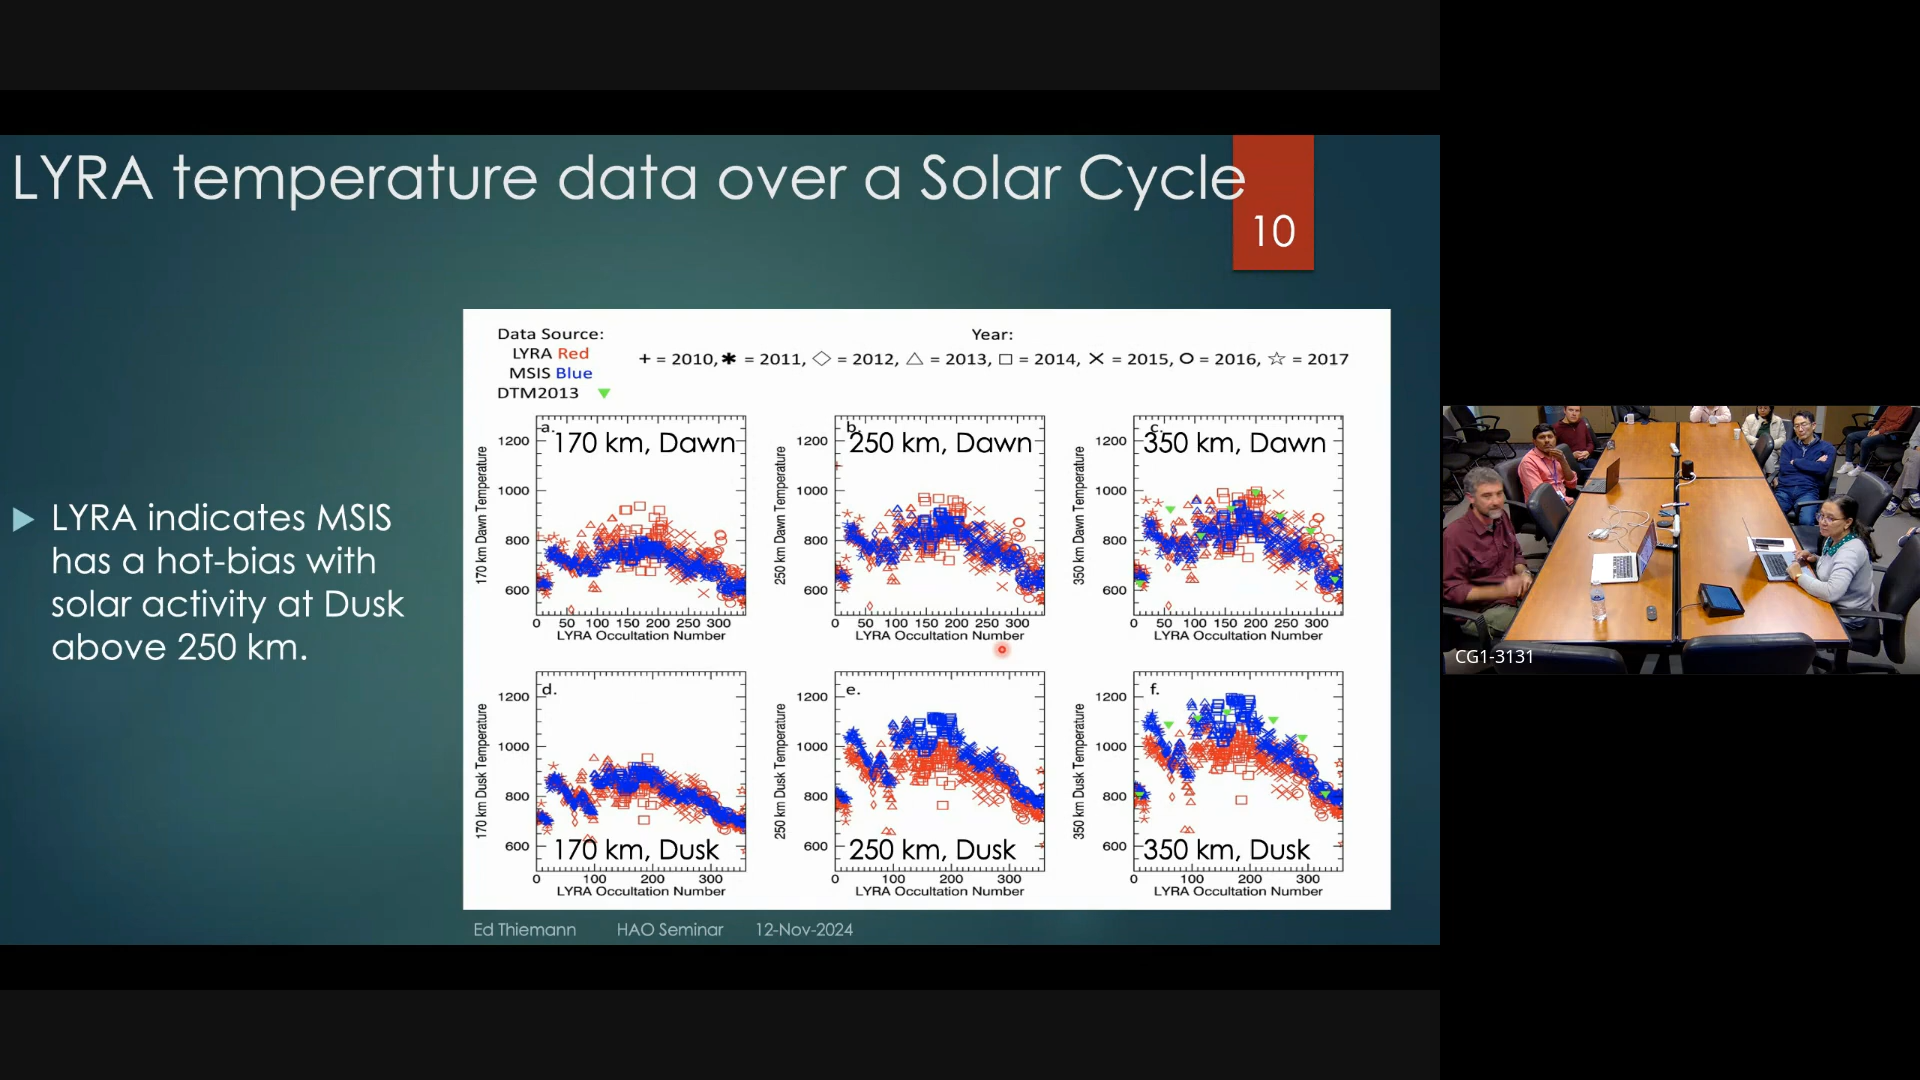 LYRA temperature data over a Solar Cycle
10
LYRA indicates MSIS
has a hot-bias with
solar activity at Dusk
above 250 km.
Data Source:
LYRA Red
MSIS Blue
DTM2013
Year:
+ = 2010, ✱ = 2011, ◇ = 2012, △ = 2013, □ = 2014, × = 2015, O = 2016, ☆ = 2017
a.
170 km, Dawn
170 km Dawn Temperature
1200
1000
800
600
0 50 100 150 200 250 300
LYRA Occultation Number
b.
250 km, Dawn
250 km Dawn Temperature
1200
1000
800
600
0 50 100 150 200 250 300
LYRA Occultation Number
c.
350 km, Dawn
350 km Dawn Temperature
1200
1000
800
600
0 50 100 150 200 250 300
LYRA Occultation Number
d.
170 km, Dusk
170 km Dusk Temperature
1200
1000
800
600
0 100 200 300
LYRA Occultation Number
e.
250 km, Dusk
250 km Dusk Temperature
1200
1000
800
600
0 100 200 300
LYRA Occultation Number
f.
350 km, Dusk
350 km Dusk Temperature
1200
1000
800
600
0 100 200 300
LYRA Occultation Number
Ed Thiemann HAO Seminar 12-Nov-2024
CG1-3131